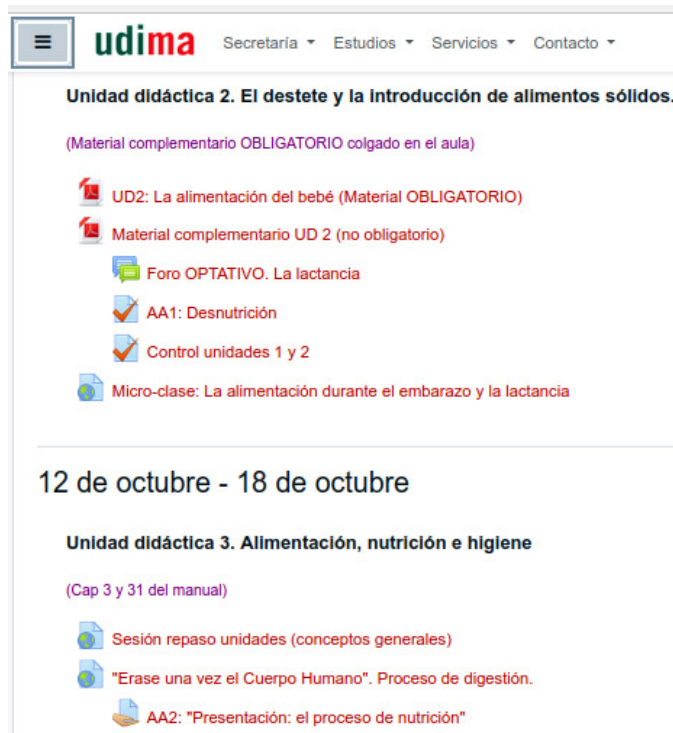 udima Secretaría Estudios Servicios Contacto
Unidad didáctica 2. El destete y la introducción de alimentos sólidos.
(Material complementario OBLIGATORIO colgado en el aula)
UD2: La alimentación del bebé (Material OBLIGATORIO)
Material complementario UD 2 (no obligatorio)
Foro OPTATIVO. La lactancia
AA1: Desnutrición
Control unidades 1 y 2
Micro-clase: La alimentación durante el embarazo y la lactancia
12 de octubre - 18 de octubre
Unidad didáctica 3. Alimentación, nutrición e higiene
(Cap 3 y 31 del manual)
Sesión repaso unidades (conceptos generales)
"Erase una vez el Cuerpo Humano". Proceso de digestión.
AA2: "Presentación: el proceso de nutrición"